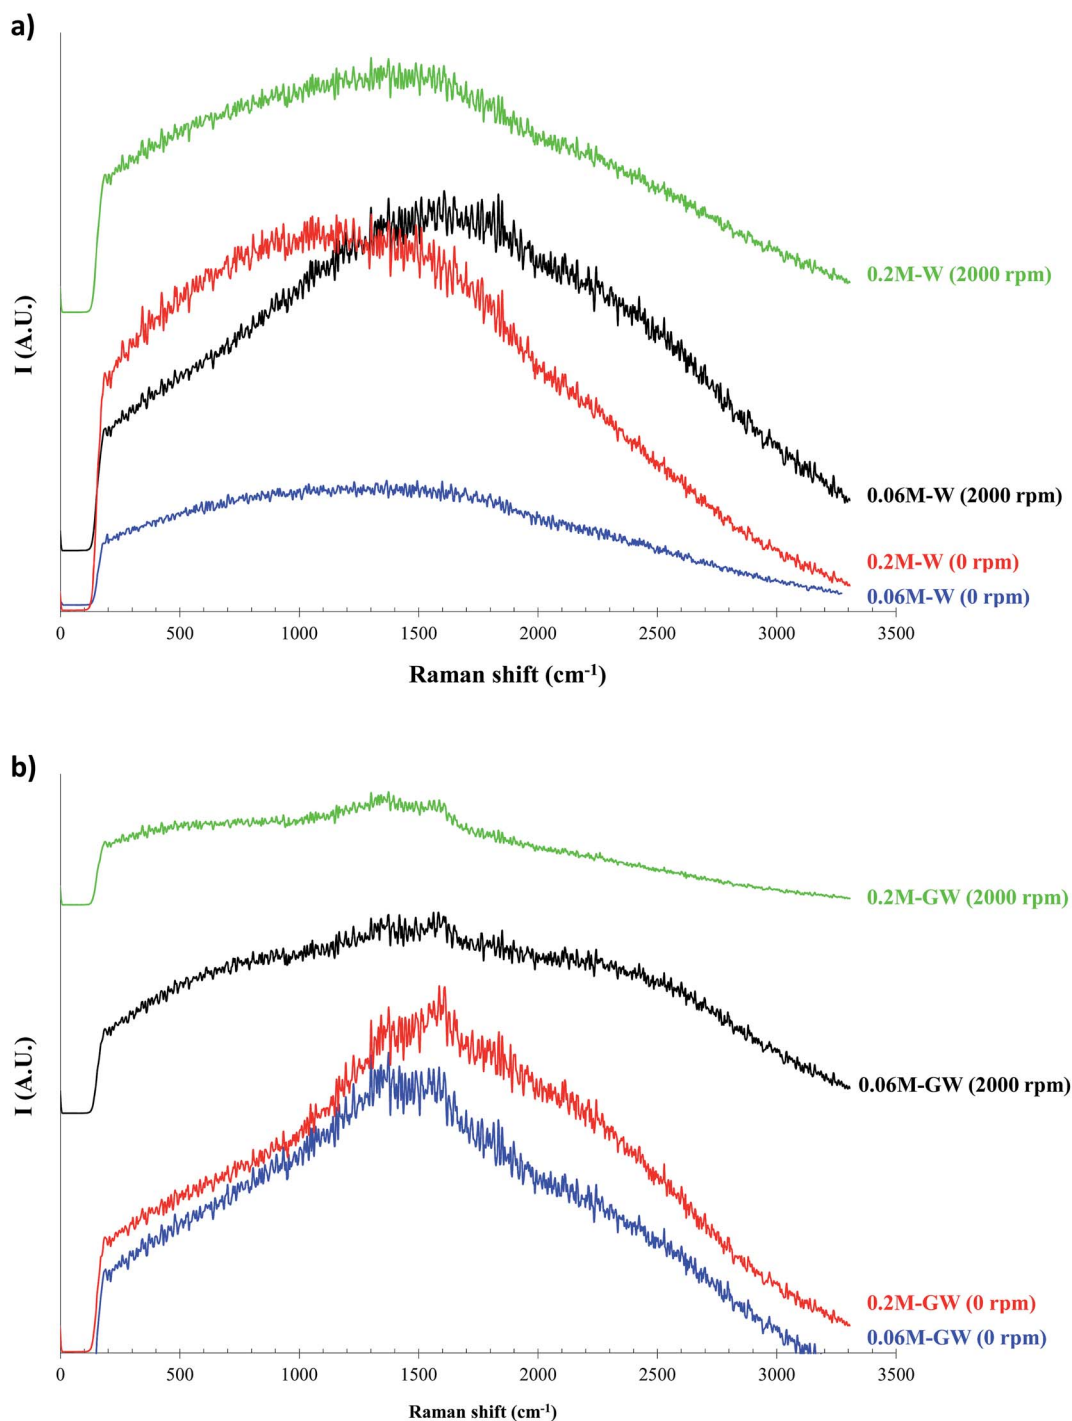 a)
I (A.U.)
0.2M-W (2000 rpm)
0.06M-W (2000 rpm)
0.2M-W (0 rpm)
0.06M-W (0 rpm)
0 500 1000 1500 2000 2500 3000 3500
Raman shift (cm-1)
b)
I (A.U.)
0.2M-GW (2000 rpm)
0.06M-GW (2000 rpm)
0.2M-GW (0 rpm)
0.06M-GW (0 rpm)
0 500 1000 1500 2000 2500 3000 3500
Raman shift (cm-1)